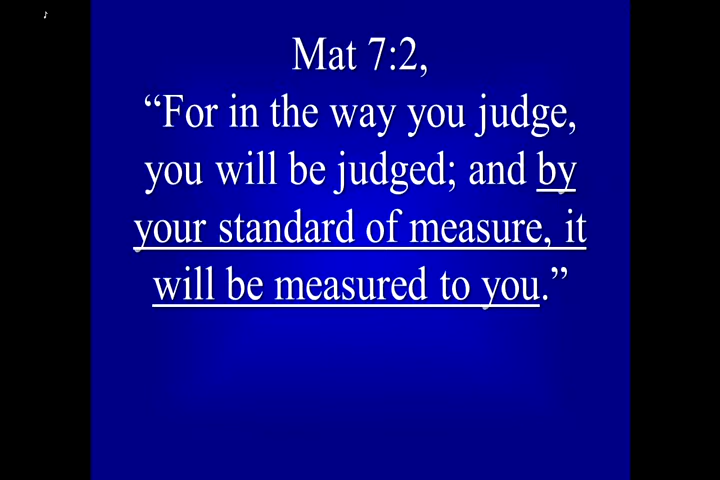 ♪
Mat 7:2,
“For in the way you judge,
you will be judged; and by
your standard of measure, it
will be measured to you.”